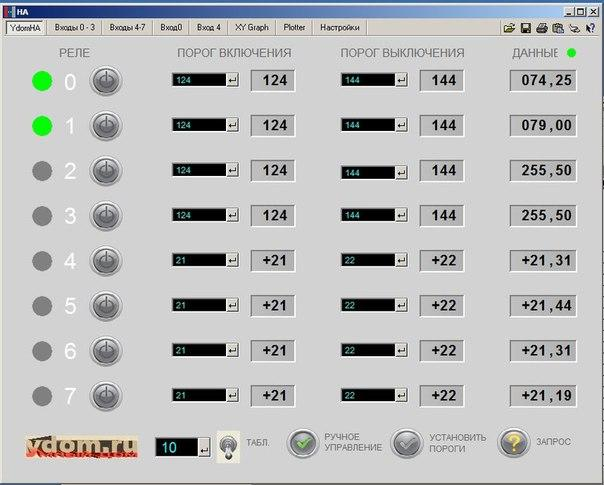 HA
YdomHA Входы 0 - 3 Входы 4-7 Вход0 Вход 4 XY Graph Plotter Настройки
РЕЛЕ ПОРОГ ВКЛЮЧЕНИЯ ПОРОГ ВЫКЛЮЧЕНИЯ ДАННЫЕ
0 124 124 144 144 074,25
1 124 124 144 144 079,00
2 124 124 144 144 255,50
3 124 124 144 144 255,50
4 21 +21 22 +22 +21,31
5 21 +21 22 +22 +21,44
6 21 +21 22 +22 +21,31
7 21 +21 22 +22 +21,19
ydom.ru 10 ТАБЛ. РУЧНОЕ УСТАНОВИТЬ ? ЗАПРОС
УПРАВЛЕНИЕ ПОРОГИ